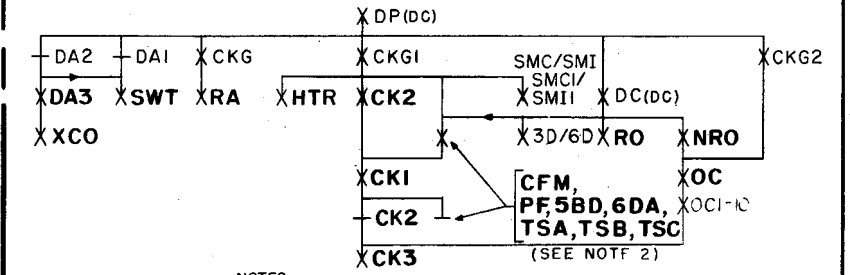 DP(DC)
DA2 DA1 CKG CKG1 SMC/SMI CKG2
SMC1/
SMI1
DA3 SWT RA HTR CK2 DC(DC)
XCO 3D/6D RO NRO
CK1 CFM, OC
PF,5BD,6DA, OC1-10
CK2 TSA,TSB,TSC
CK3 (SEE NOTE 2)
NOTES